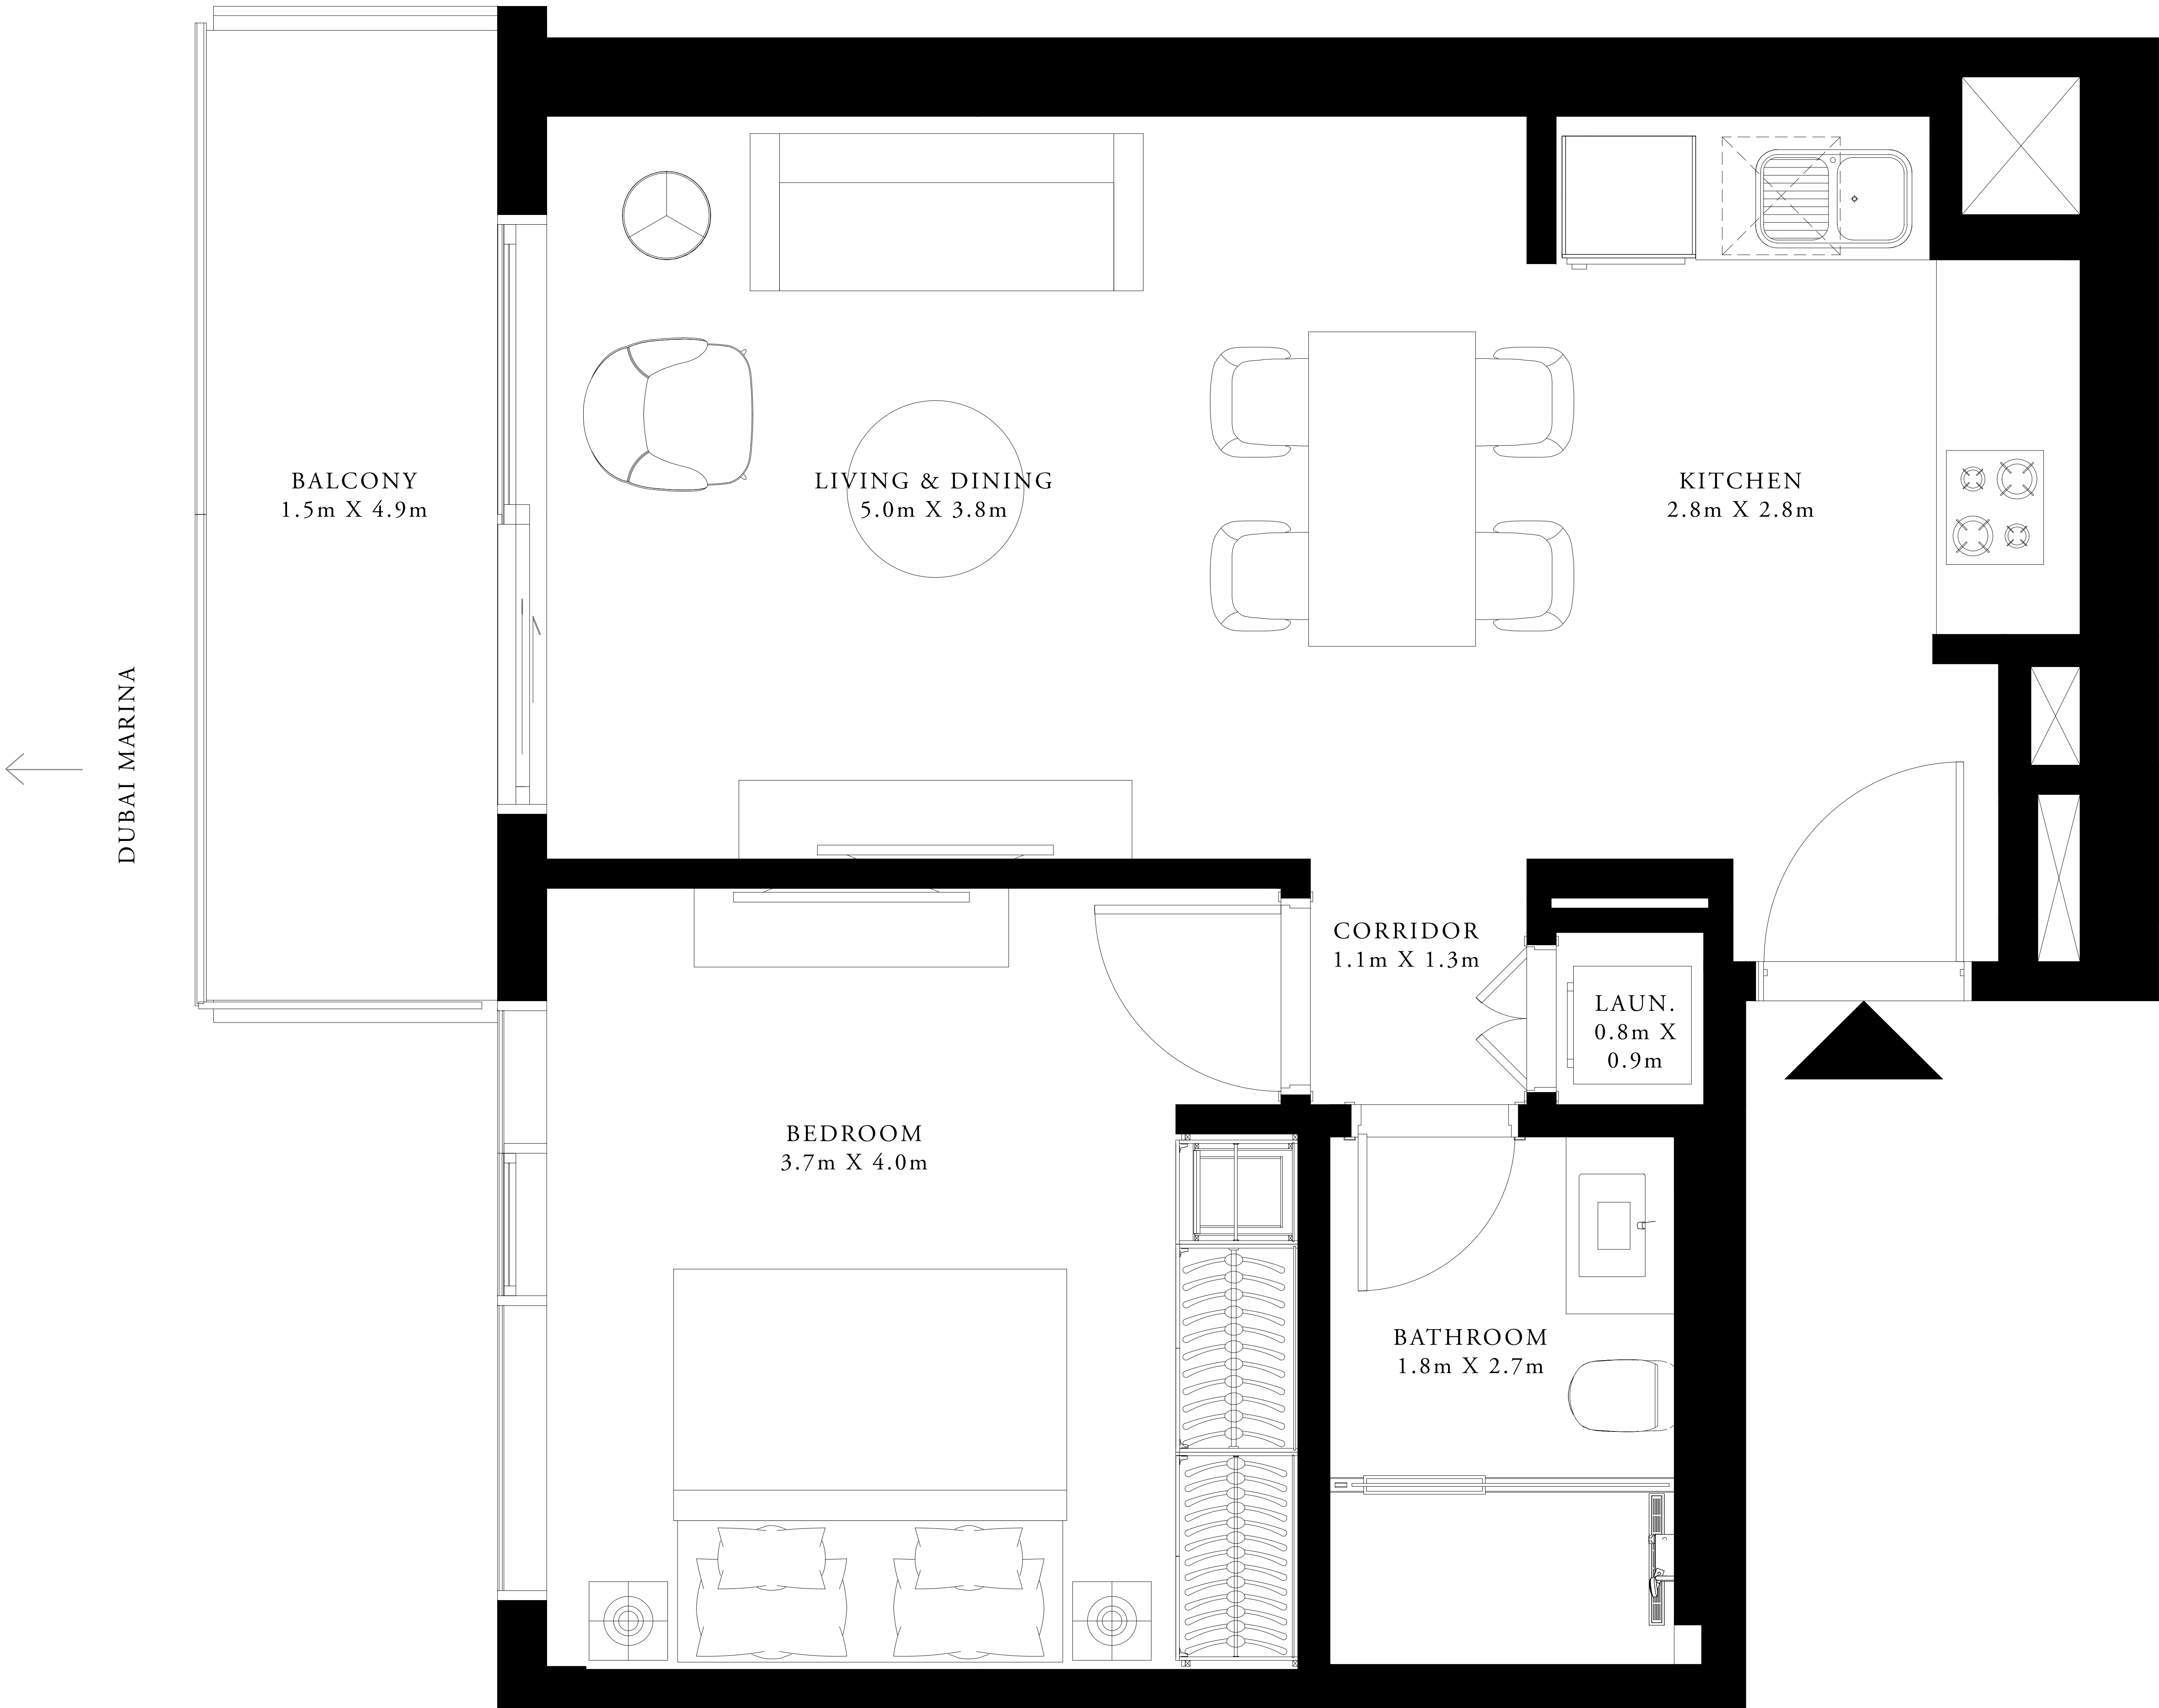 BALCONY
1.5m X 4.9m
LIVING & DINING
5.0m X 3.8m
KITCHEN
2.8m X 2.8m
DUBAI MARINA
CORRIDOR
1.1m X 1.3m
LAUN.
0.8m X
0.9m
BEDROOM
3.7m X 4.0m
BATHROOM
1.8m X 2.7m